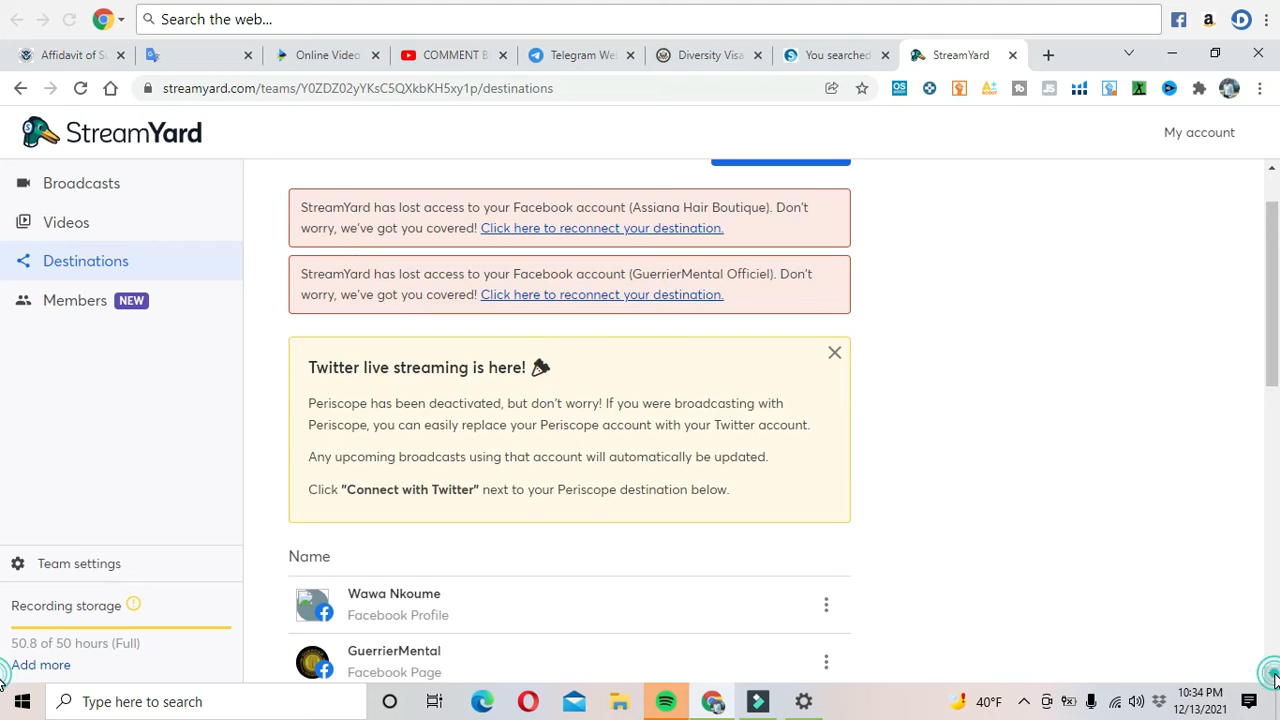 Search the web...
Affidavit of Su
Online Video
COMMENT B
Telegram We
Diversity Visa
You searched
StreamYard
streamyard.com/teams
Y0ZDZ02yYKsC5QXRbKH5xy1p/destinations
StreamYard
My account
Broadcasts
Videos
Destinations
Members NEW
StreamYard has lost access to your Facebook account (Assiana Hair Boutique). Don't
worry, we've got you covered! Click here to reconnect your destination.
StreamYard has lost access to your Facebook account (GuerrierMental Officiel). Don't
worry, we've got you covered! Click here to reconnect your destination.
Twitter live streaming is here!
Periscope has been deactivated, but don't worry! If you were broadcasting with
Periscope, you can easily replace your Periscope account with your Twitter account.
Any upcoming broadcasts using that account will automatically be updated.
Click "Connect with Twitter" next to your Periscope destination below.
Name
Wawa Nkoume
Facebook Profile
GuerrierMental
Facebook Page
Team settings
Recording storage
50.8 of 50 hours (Full)
Add more
Type here to search
40°F
10:34 PM
12/13/2021